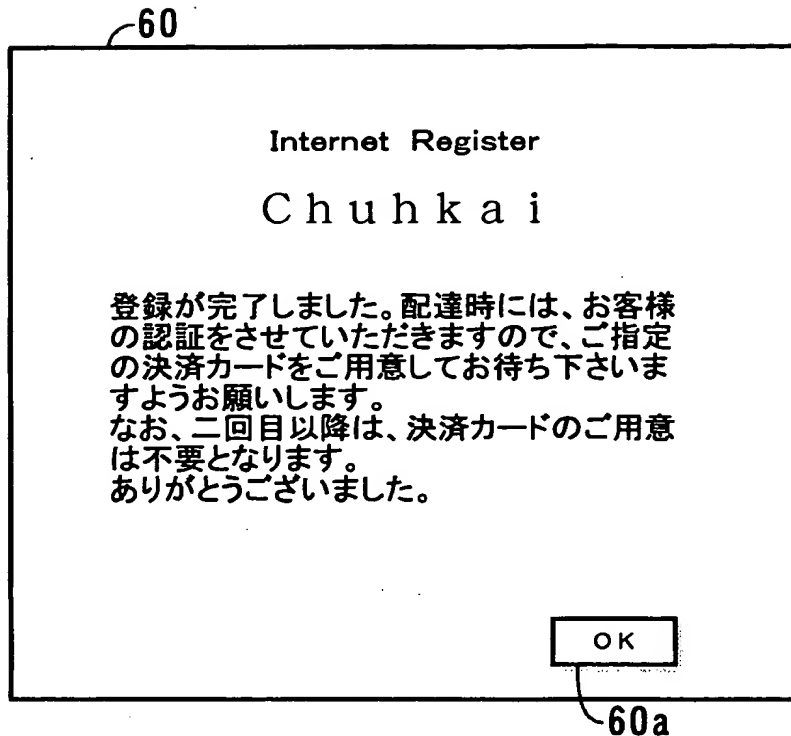 60
Internet Register
Chuhkai
登録が完了しました。配達時には、お客様
の認証をさせていただきますので、ご指定
の決済カードをご用意してお待ち下さいま
すようお願いします。
なお、二回目以降は、決済カードのご用意
は不要となります。
ありがとうございました。
OK
60a